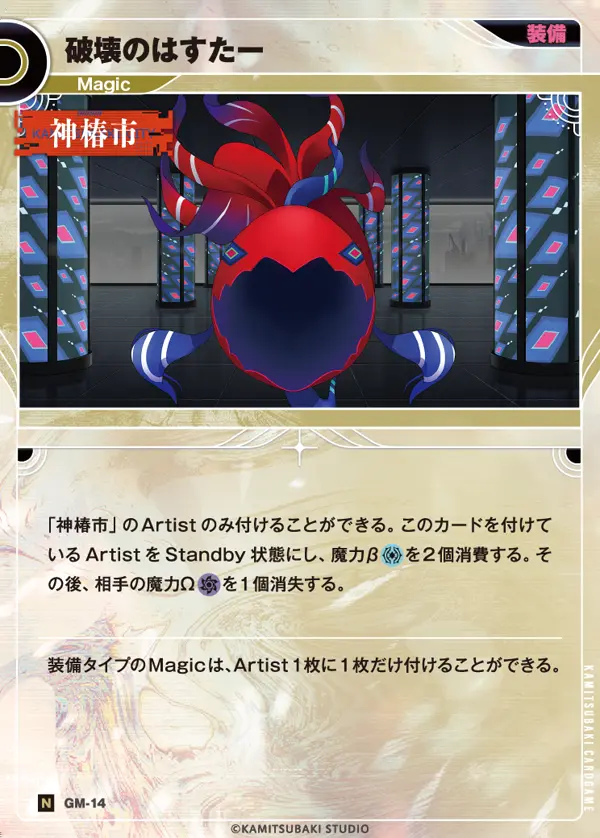 破壊のはすたー
装備
Magic
神椿市
「神椿市」のArtistのみ付けることができる。このカードを付けて
いるArtistをStandby状態にし、魔力βを2個消費する。そ
の後、相手の魔力Ωを1個消失する。
装備タイプのMagicは、Artist 1枚に1枚だけ付けることができる。
KAMITSUBAKI CARDGAME
N GM-14
©KAMITSUBAKI STUDIO